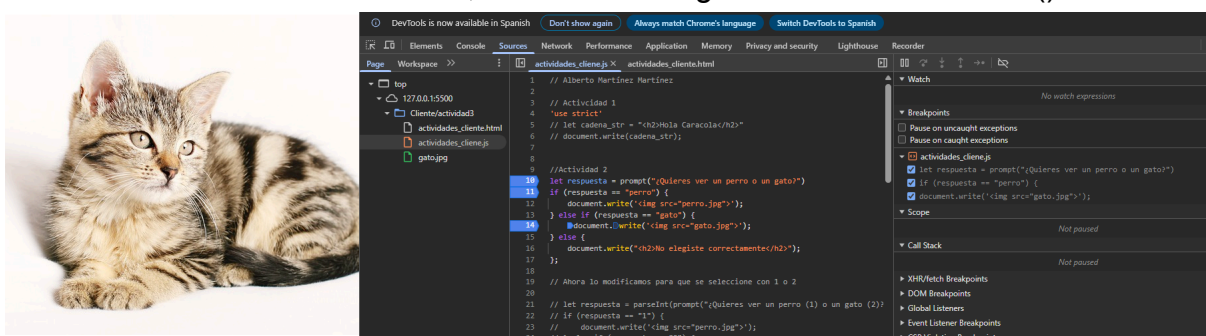 ()
DevTools is now available in Spanish Don't show again Always match Chrome's language Switch DevTools to Spanish
Elements Console Sources Network Performance Application Memory Privacy and security Lighthouse Recorder
Page Workspace actividades_cliene.js × actividades_cliente.html
top
127.0.0.1:5500
Cliente/actividad3
actividades_cliente.html
actividades_cliene.js
gato.jpg
1 // Alberto Martínez Martínez
2
3 // Activcidad 1
4 'use strict'
5 // let cadena_str = "<h2>Hola Caracola</h2>"
6 // document.write(cadena_str);
7
8
9 //Actividad 2
10 let respuesta = prompt("¿Quieres ver un perro o un gato?")
11 if (respuesta == "perro") {
12 document.write('<img src="perro.jpg">');
13 } else if (respuesta == "gato") {
14 document.write('<img src="gato.jpg">');
15 } else {
16 document.write("<h2>No elegiste correctamente</h2>");
17 };
18
19 // Ahora lo modificamos para que se seleccione con 1 o 2
20
21 // let respuesta = parseInt(prompt("¿Quieres ver un perro (1) o un gato (2)?
22 // if (respuesta == "1") {
23 // document.write('<img src="perro.jpg">');
Watch
No watch expressions
Breakpoints
Pause on uncaught exceptions
Pause on caught exceptions
actividades_cliene.js
let respuesta = prompt("¿Quieres ver un perro o un gato?")
if (respuesta == "perro") {
document.write('<img src="gato.jpg">');
Scope
Not paused
Call Stack
Not paused
XHR/fetch Breakpoints
DOM Breakpoints
Global Listeners
Event Listener Breakpoints